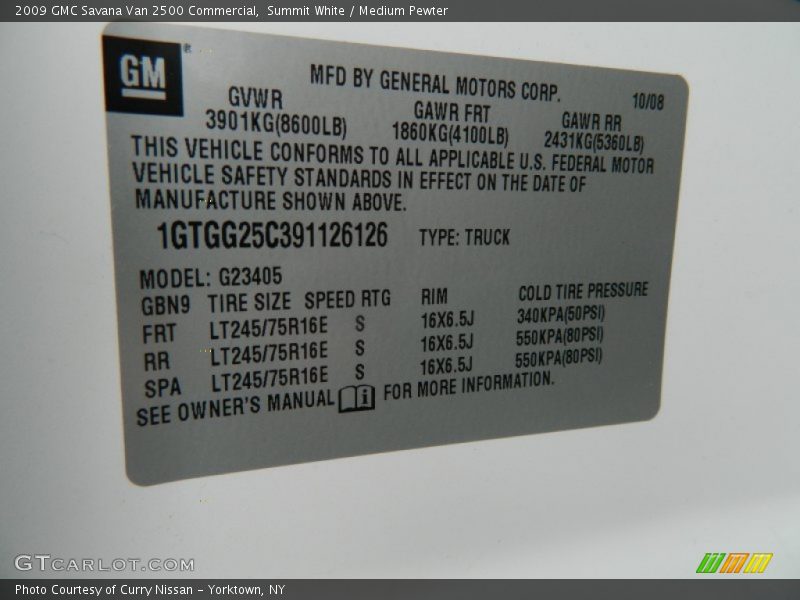 2009 GMC Savana Van 2500 Commercial,  Summit White / Medium Pewter
GM ®
MFD BY GENERAL MOTORS CORP.
10/08
GVWR GAWR FRT GAWR RR
3901KG(8600LB) 1860KG(4100LB) 2431KG(5360LB)
THIS VEHICLE CONFORMS TO ALL APPLICABLE U.S. FEDERAL MOTOR
VEHICLE SAFETY STANDARDS IN EFFECT ON THE DATE OF
MANUFACTURE SHOWN ABOVE.
1GTGG25C391126126 TYPE: TRUCK
MODEL: G23405
GBN9 TIRE SIZE SPEED RTG RIM COLD TIRE PRESSURE
FRT LT245/75R16E S 16X6.5J 340KPA(50PSI)
RR LT245/75R16E S 16X6.5J 550KPA(80PSI)
SPA LT245/75R16E S 16X6.5J 550KPA(80PSI)
SEE OWNER'S MANUAL i FOR MORE INFORMATION.
GTCARLOT.COM
Photo Courtesy of Curry Nissan - Yorktown, NY